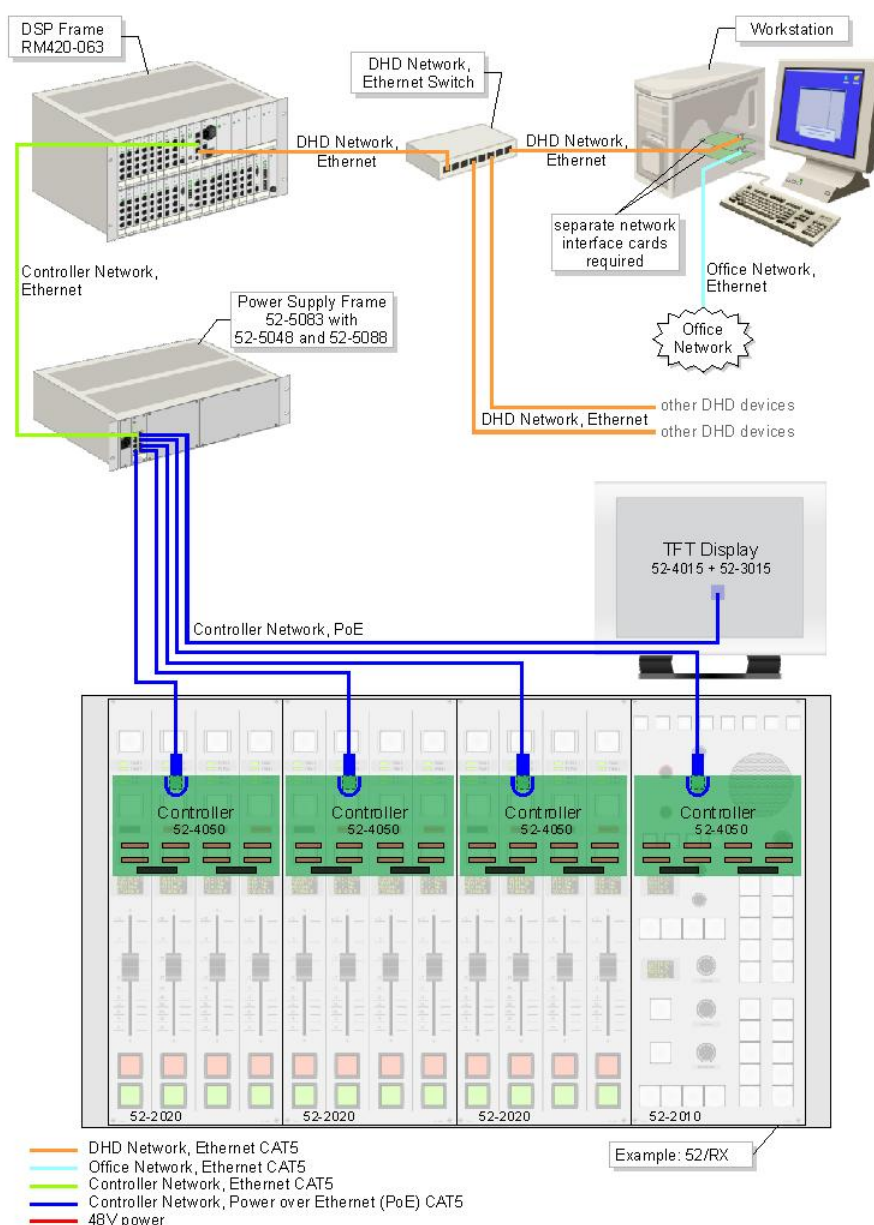 DSP Frame
RM420-063
DHD Network,
Ethernet Switch
Workstation
DHD Network,
Ethernet
DHD Network,
Ethernet
separate network
interface cards
required
Controller Network,
Ethernet
Office Network,
Ethernet
Power Supply Frame
52-5083 with
52-5048 and 52-5088
Office
Network
other DHD devices
DHD Network, Ethernet
other DHD devices
TFT Display
52-4015 + 52-3015
Controller Network, PoE
Controller
52-4050
Controller
52-4050
Controller
52-4050
Controller
52-4050
52-2020
52-2020
52-2020
52-2010
Example: 52/RX
DHD Network, Ethernet CAT5
Office Network, Ethernet CAT5
Controller Network, Ethernet CAT5
Controller Network, Power over Ethernet (PoE) CAT5
48V power